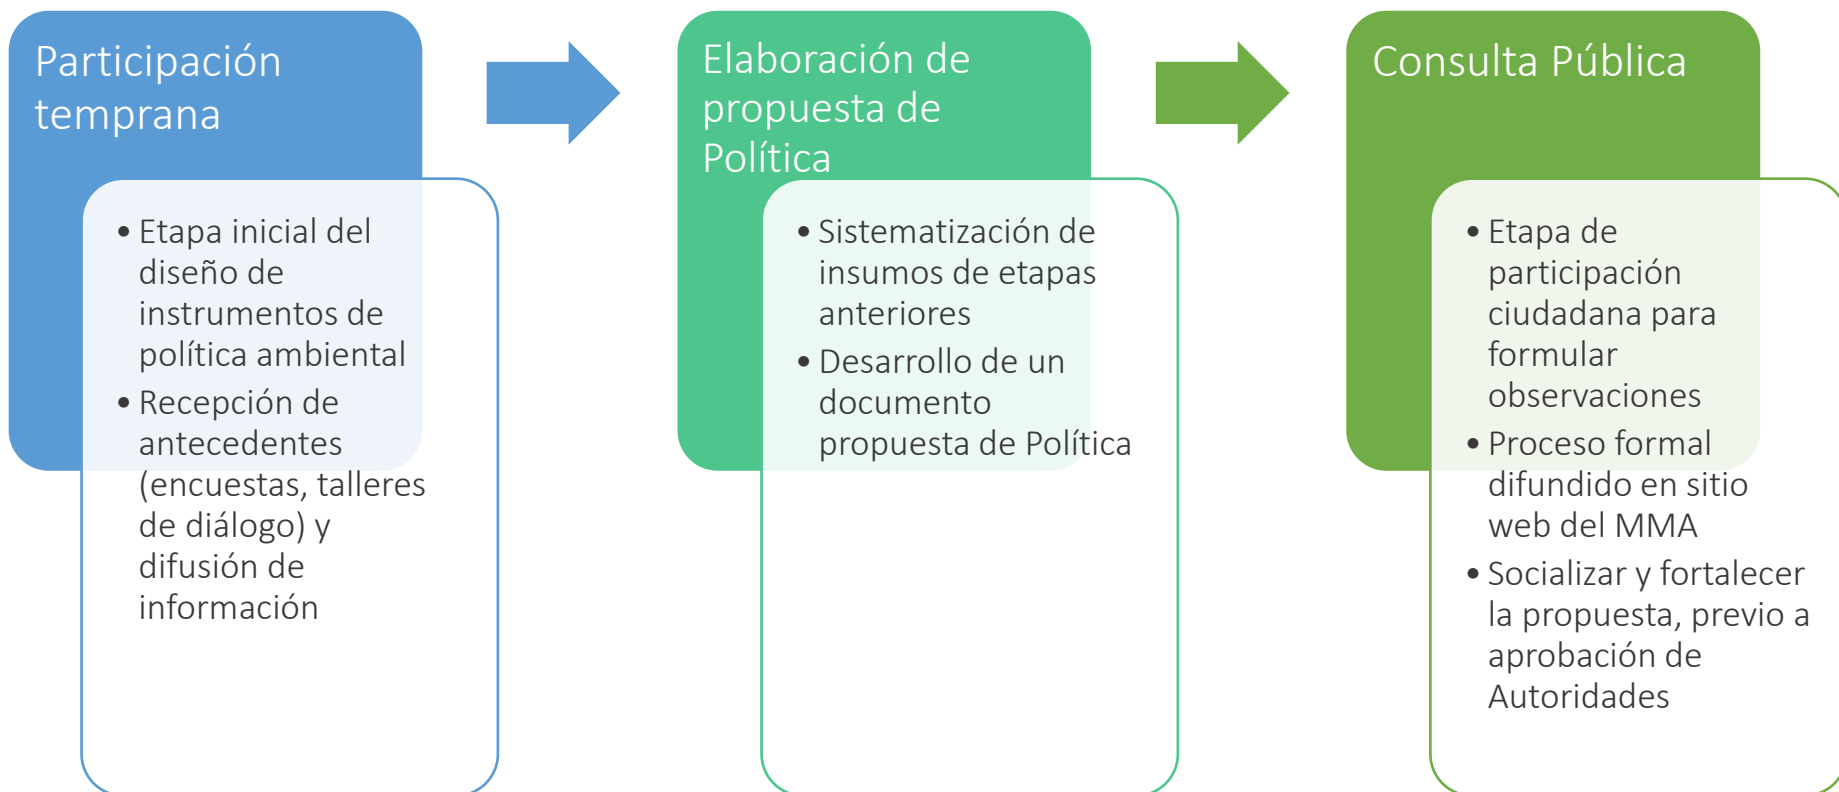 Participación
temprana
• Etapa inicial del
diseño de
instrumentos de
política ambiental
• Recepción de
antecedentes
(encuestas, talleres
de diálogo) y
difusión de
información
Elaboración de
propuesta de
Política
• Sistematización de
insumos de etapas
anteriores
• Desarrollo de un
documento
propuesta de Política
Consulta Pública
• Etapa de
participación
ciudadana para
formular
observaciones
• Proceso formal
difundido en sitio
web del MMA
• Socializar y fortalecer
la propuesta, previo a
aprobación de
Autoridades